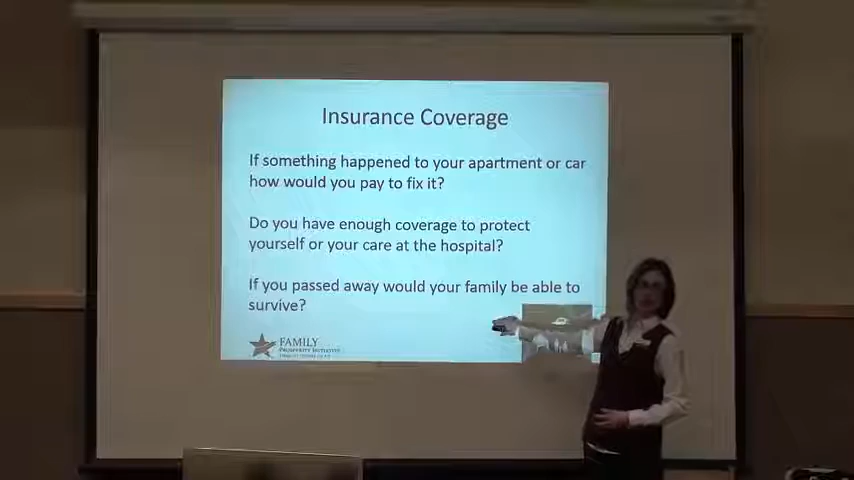 Insurance Coverage
If something happened to your apartment or car
how would you pay to fix it?
Do you have enough coverage to protect
yourself or your care at the hospital?
If you passed away would your family be able to
survive?
FAMILY
PROSPERITY INITIATIVE